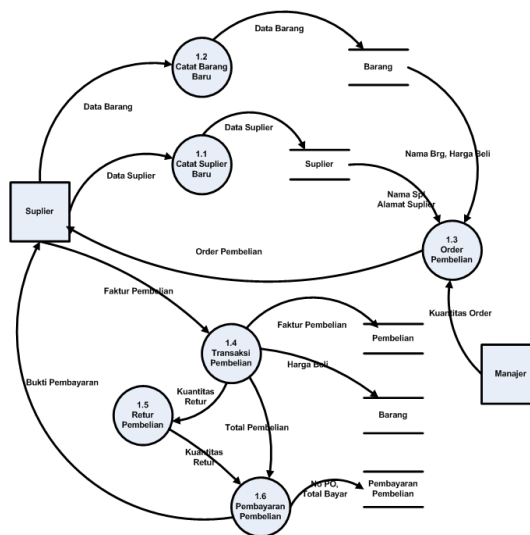 Data Barang
1.2
Catat Barang
Baru
Barang
Data Barang
Data Suplier
1.1
Catat Suplier
Baru
Suplier
Nama Brg, Harga Beli
Data Suplier
Nama Spl
Alamat Suplier
Suplier
1.3
Order
Pembelian
Order Pembelian
Faktur Pembelian
Kuantitas Order
Faktur Pembelian
Pembelian
1.4
Transaksi
Pembelian
Harga Beli
Manajer
Bukti Pembayaran
Kuantitas
Retur
1.5
Retur
Pembelian
Barang
Total Pembelian
Kuantitas
Retur
1.6
Pembayaran
Pembelian
No PO,
Total Bayar
Pembayaran
Pembelian